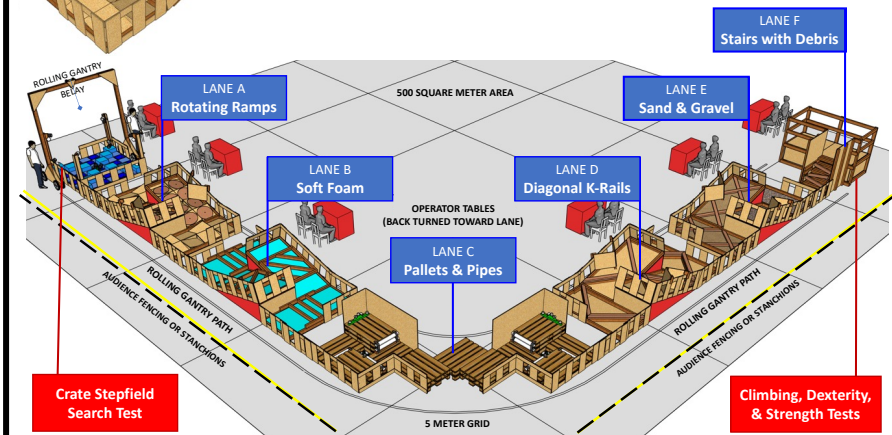 LANE F
Stairs with Debris
ROLLING GANTRY
BELAY
LANE A
Rotating Ramps
500 SQUARE METER AREA
LANE E
Sand & Gravel
LANE B
Soft Foam
LANE D
Diagonal K-Rails
OPERATOR TABLES
(BACK TURNED TOWARD LANE)
LANE C
Pallets & Pipes
ROLLING GANTRY PATH
AUDIENCE FENCING OR STANCHIONS
ROLLING GANTRY PATH
AUDIENCE FENCING OR STANCHIONS
Crate Stepfield
Search Test
5 METER GRID
Climbing, Dexterity,
& Strength Tests